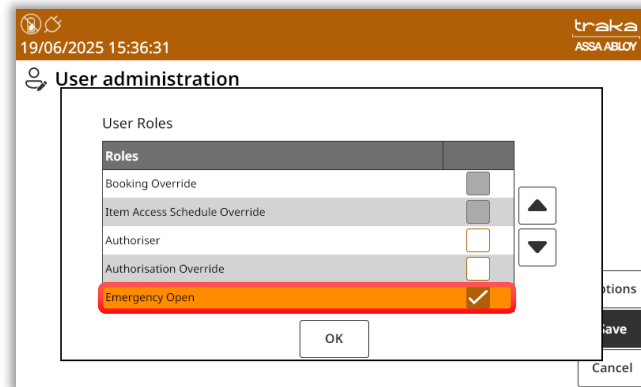 traka
19/06/2025 15:36:31
ASSA ABLOY
User administration
User Roles
Roles
Booking Override
Item Access Schedule Override
Authoriser
Authorisation Override
Emergency Open
OK
ptions
ave
Cancel